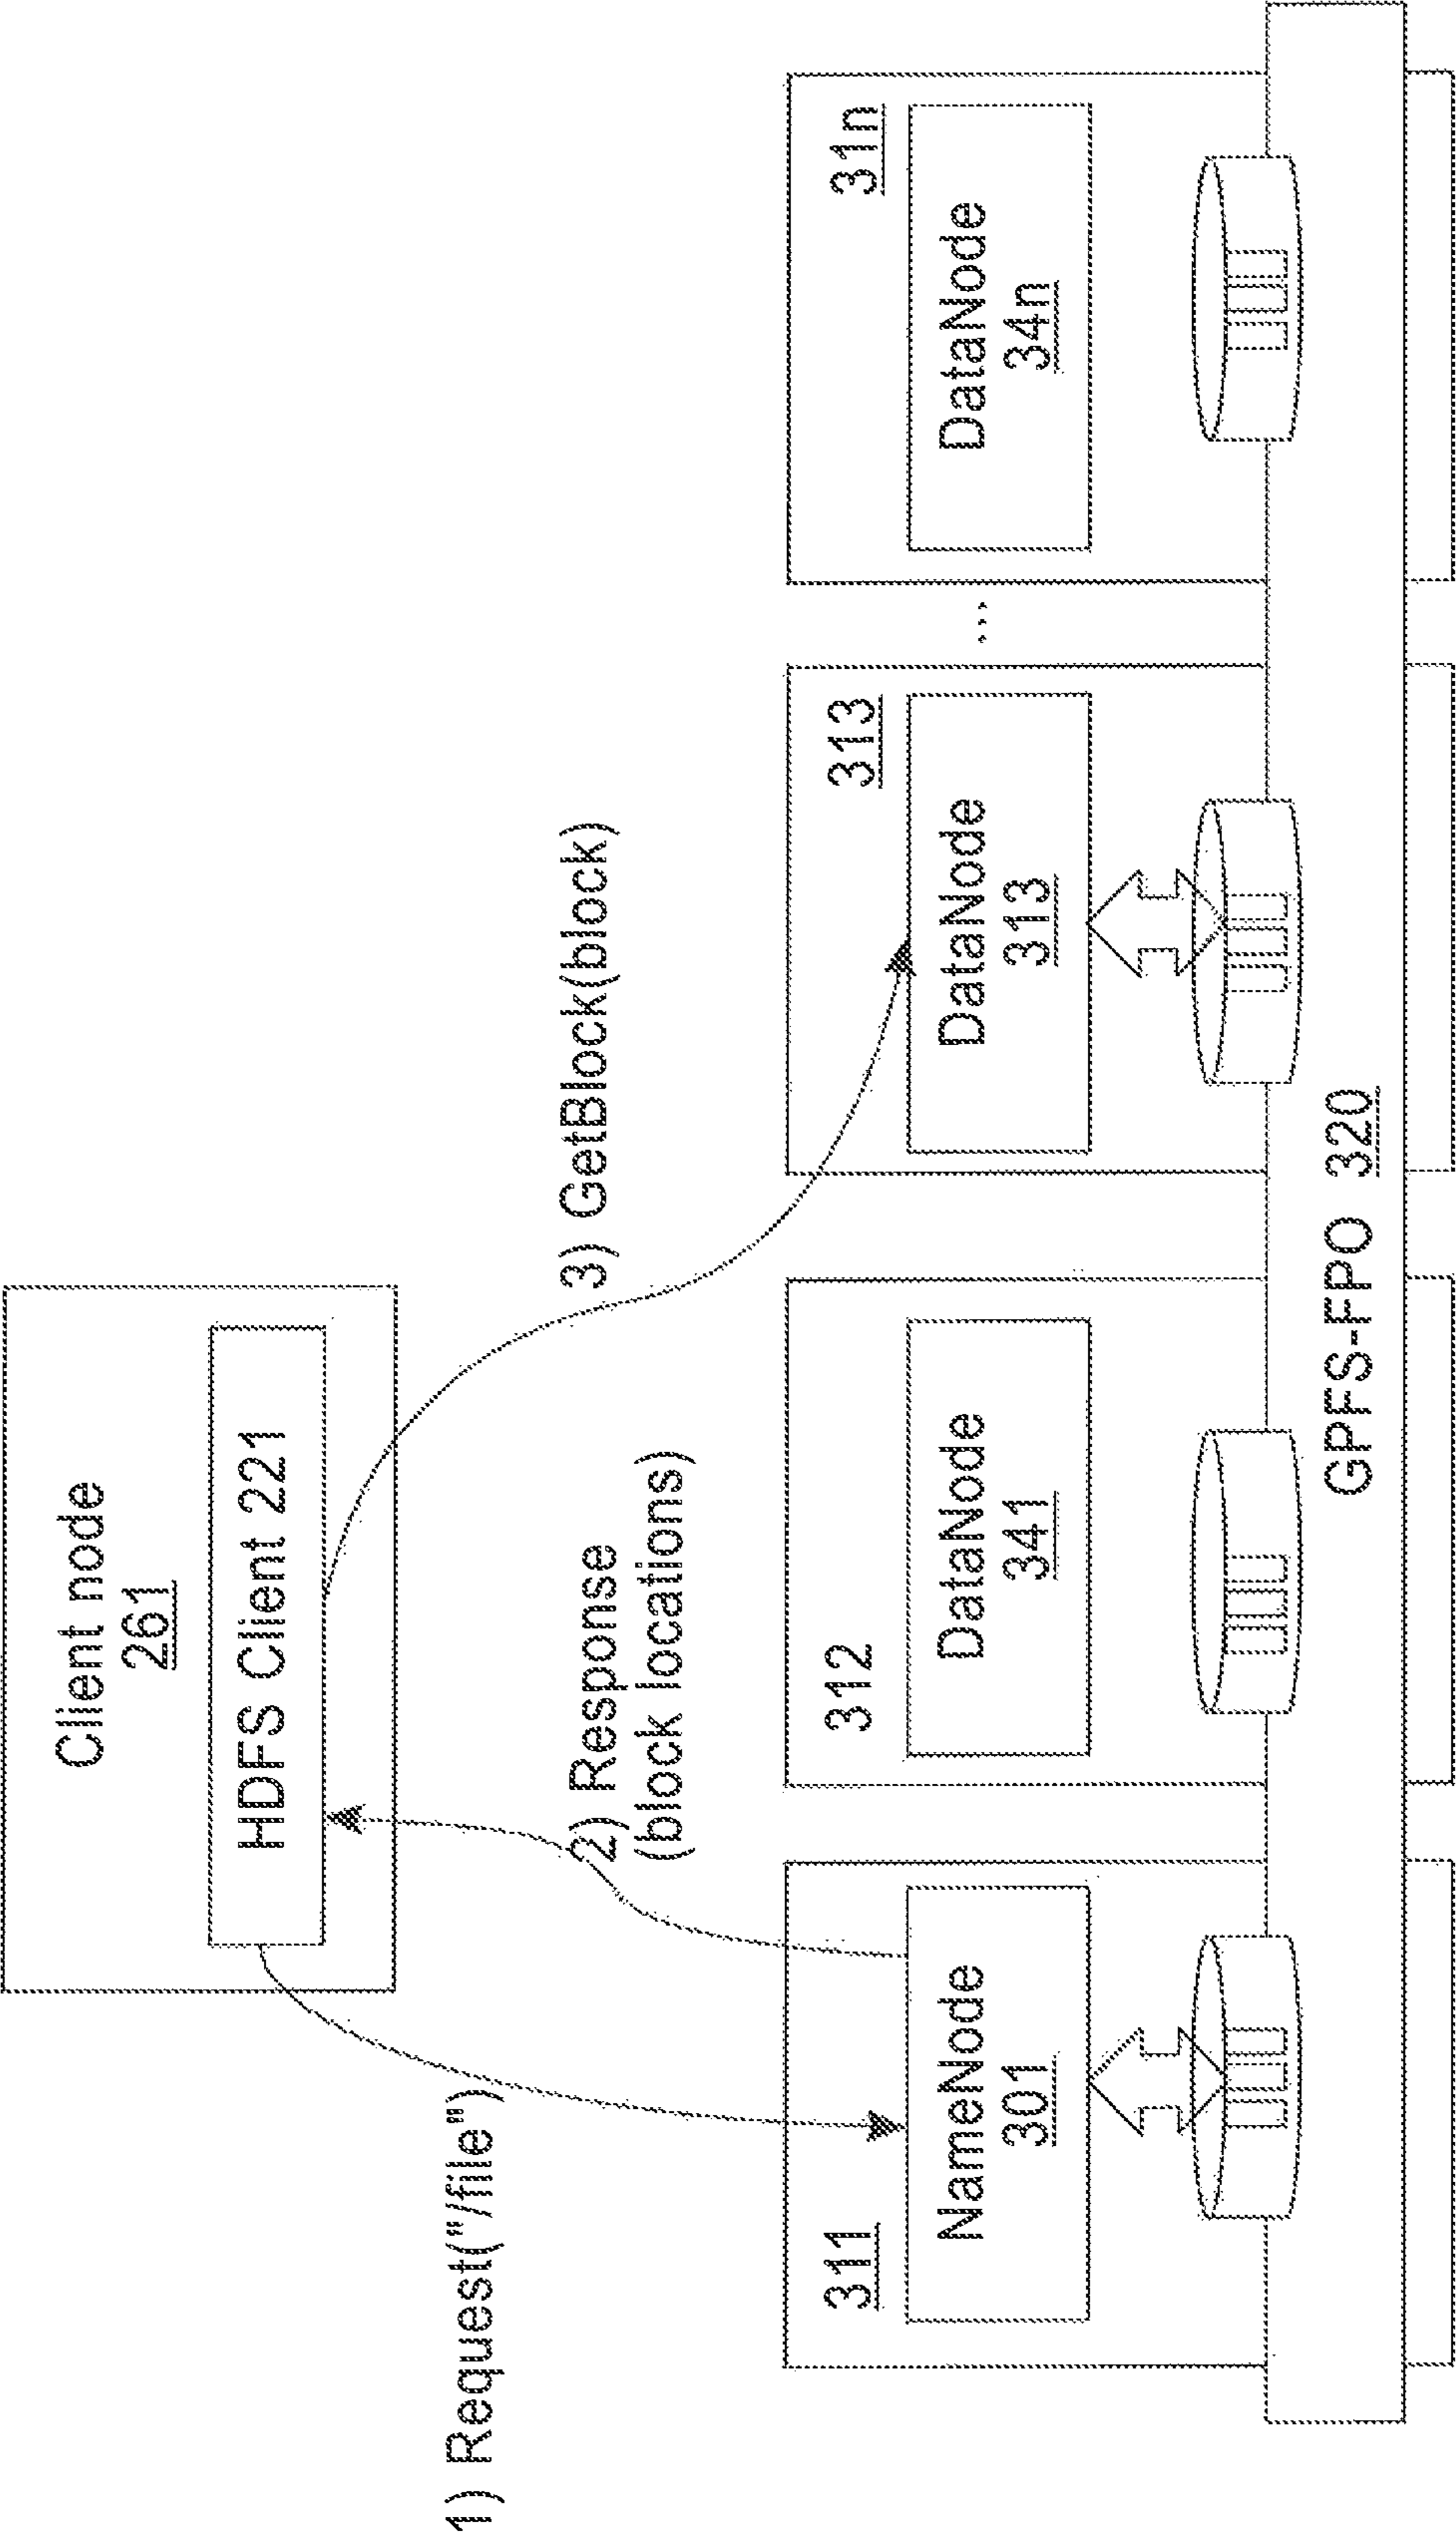 Client node
261
HDFS Client 221
1) Request("/file")
2) Response
(block locations)
3) GetBlock(block)
311
NameNode
301
312
DataNode
341
313
DataNode
313
...
31n
DataNode
34n
GPFS-FPO 320